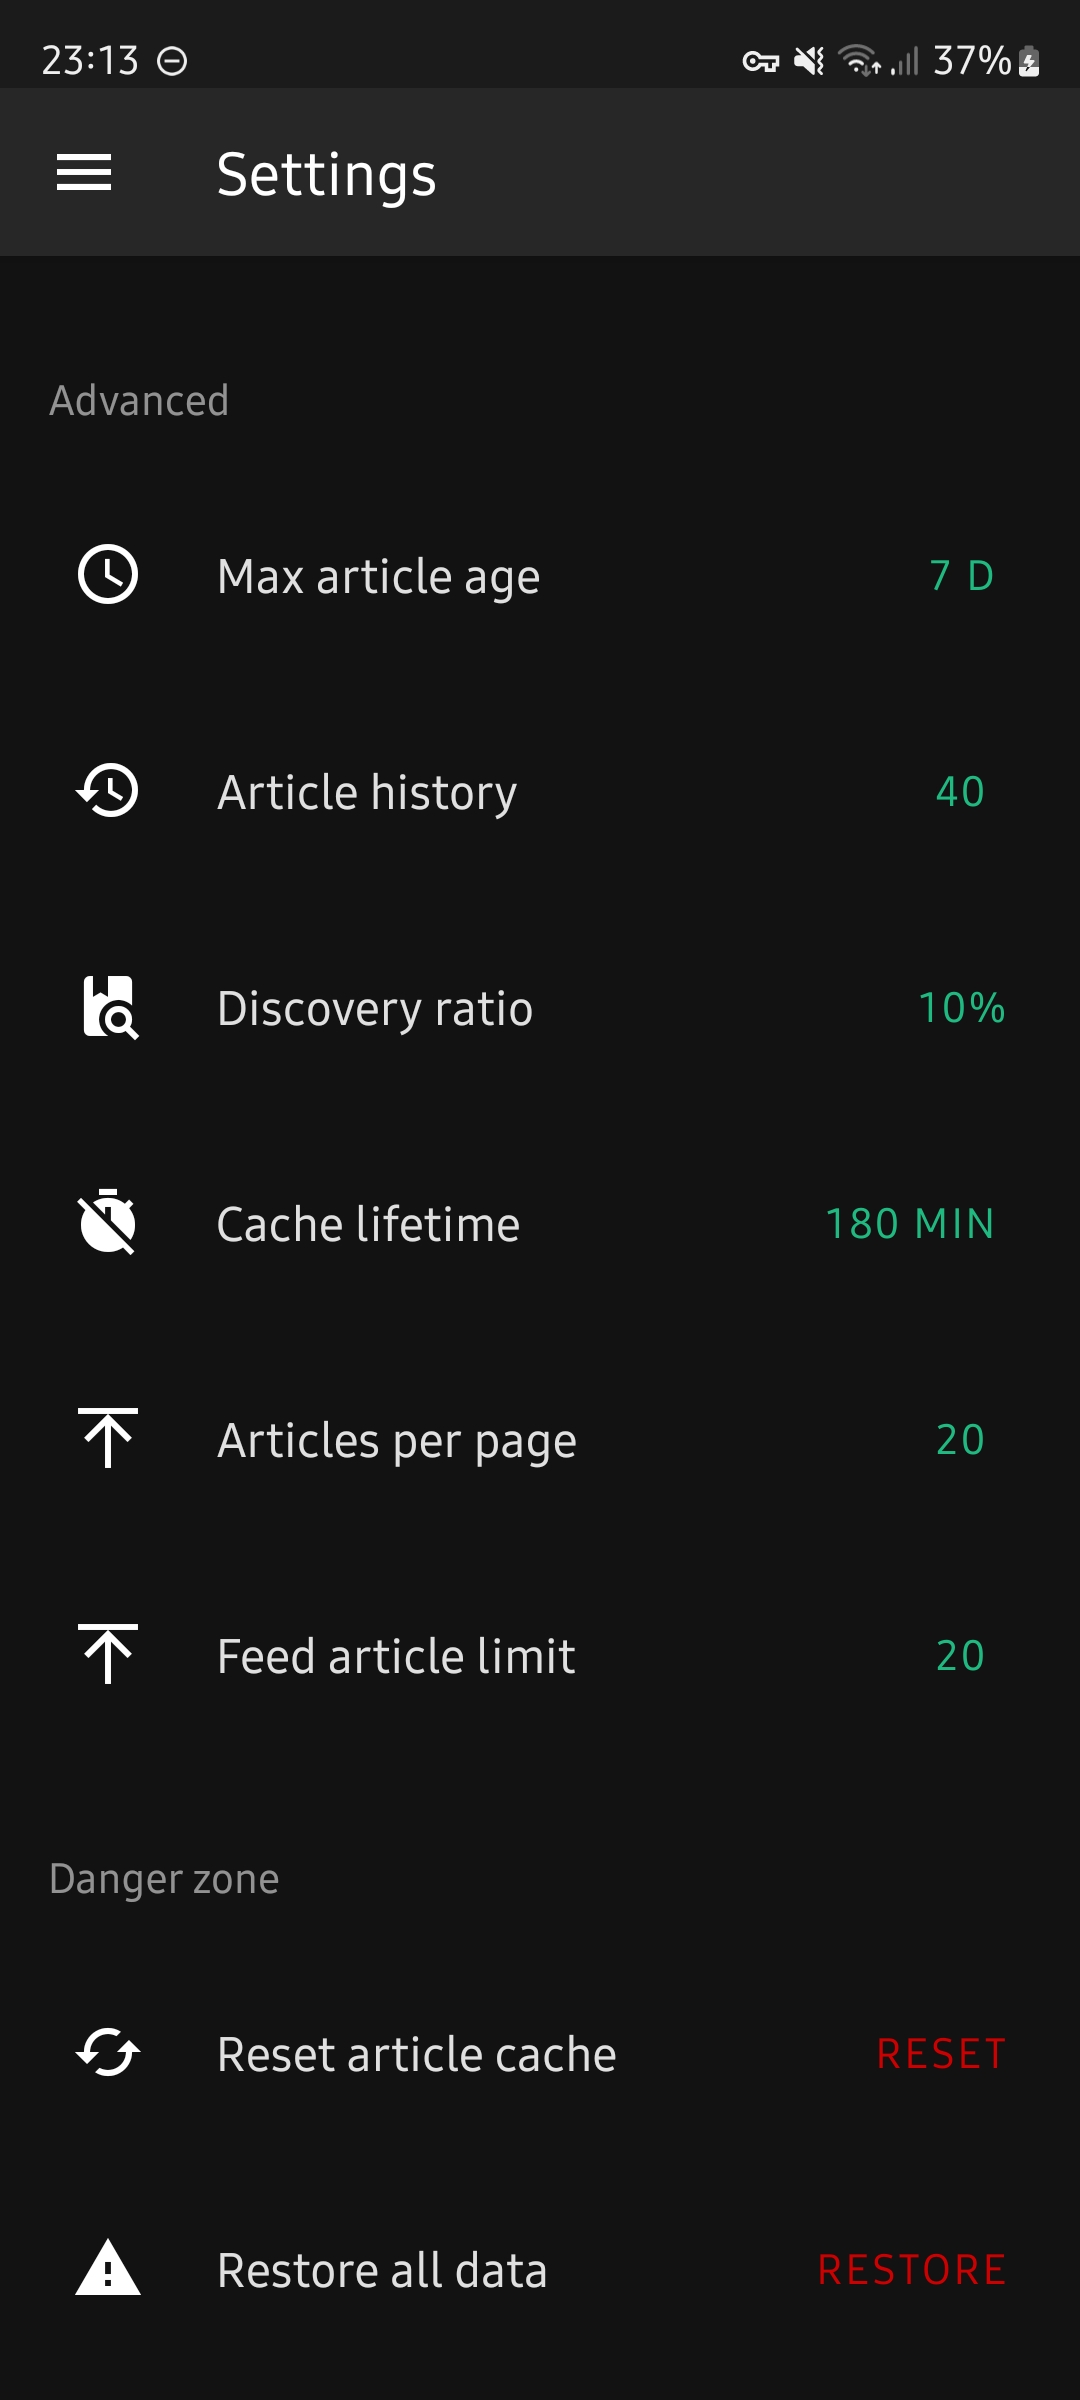 23:13 37%
Settings
Advanced
Max article age 7 D
Article history 40
Discovery ratio 10%
Cache lifetime 180 MIN
Articles per page 20
Feed article limit 20
Danger zone
Reset article cache RESET
Restore all data RESTORE